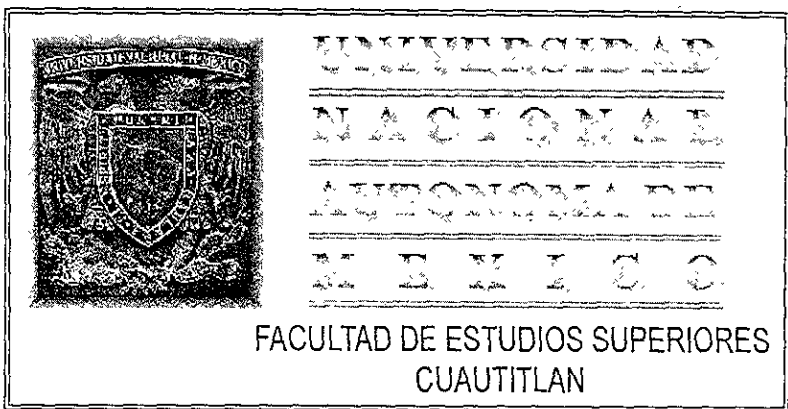 UNIVERSIDAD
NACIONAL
AUTONOMA DE
MEXICO
FACULTAD DE ESTUDIOS SUPERIORES
CUAUTITLAN